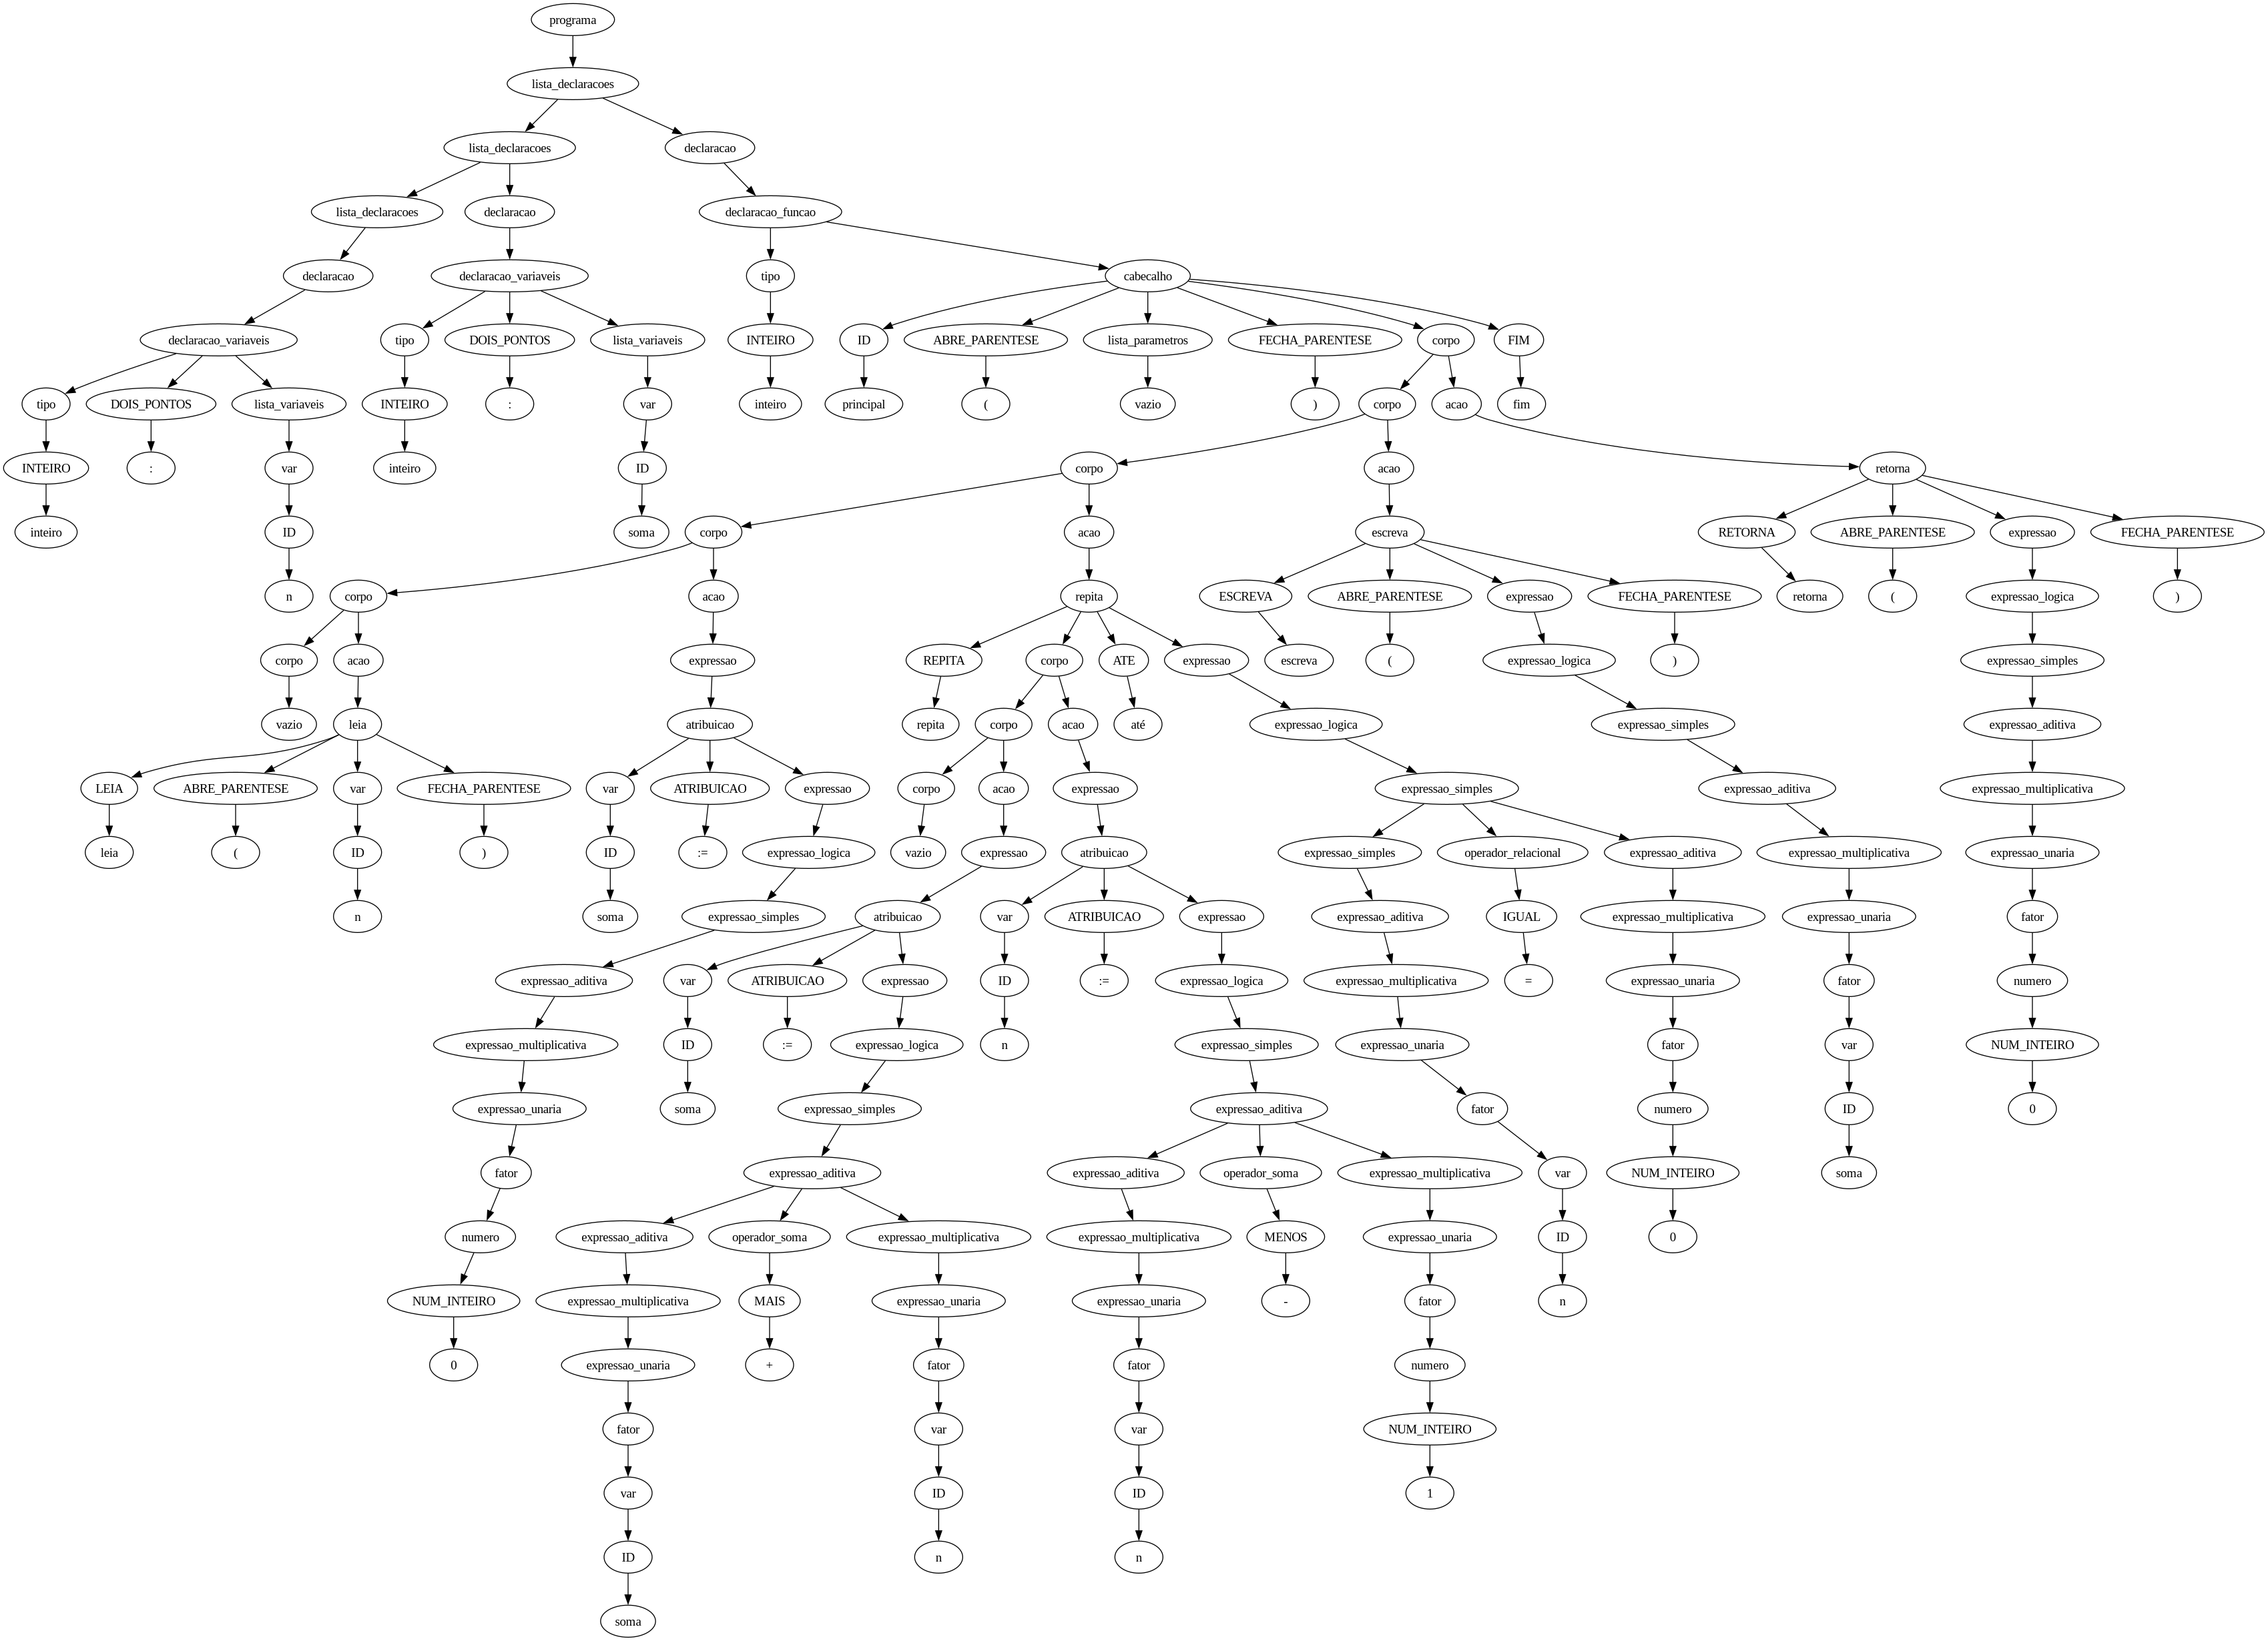 programa
lista_declaracoes
lista_declaracoes declaracao
lista_declaracoes declaracao declaracao_funcao
declaracao declaracao_variaveis tipo cabecalho
declaracao_variaveis tipo DOIS_PONTOS lista_variaveis INTEIRO ID ABRE_PARENTESE lista_parametros FECHA_PARENTESE corpo FIM
tipo DOIS_PONTOS lista_variaveis INTEIRO : var inteiro principal ( vazio ) corpo acao fim
INTEIRO : var inteiro ID corpo acao retorna
inteiro ID soma corpo acao escreva RETORNA ABRE_PARENTESE expressao FECHA_PARENTESE
n corpo acao repita ESCREVA ABRE_PARENTESE expressao FECHA_PARENTESE retorna ( expressao_logica )
corpo acao expressao REPITA corpo ATE expressao escreva ( expressao_logica ) expressao_simples
vazio leia atribuicao repita corpo acao até expressao_logica expressao_simples expressao_aditiva
LEIA ABRE_PARENTESE var FECHA_PARENTESE var ATRIBUICAO expressao corpo acao expressao expressao_simples expressao_aditiva expressao_multiplicativa
leia ( ID ) ID := expressao_logica vazio expressao atribuicao expressao_simples operador_relacional expressao_aditiva expressao_multiplicativa expressao_unaria
n soma expressao_simples atribuicao var ATRIBUICAO expressao expressao_aditiva IGUAL expressao_multiplicativa expressao_unaria fator
expressao_aditiva var ATRIBUICAO expressao ID := expressao_logica expressao_multiplicativa = expressao_unaria fator numero
expressao_multiplicativa ID := expressao_logica n expressao_simples expressao_unaria fator var NUM_INTEIRO
expressao_unaria soma expressao_simples expressao_aditiva fator numero ID 0
fator expressao_aditiva expressao_aditiva operador_soma expressao_multiplicativa var NUM_INTEIRO soma
numero expressao_aditiva operador_soma expressao_multiplicativa expressao_multiplicativa MENOS expressao_unaria ID 0
NUM_INTEIRO expressao_multiplicativa MAIS expressao_unaria expressao_unaria - fator n
0 expressao_unaria + fator fator numero
fator var var NUM_INTEIRO
var ID ID 1
ID n n
soma